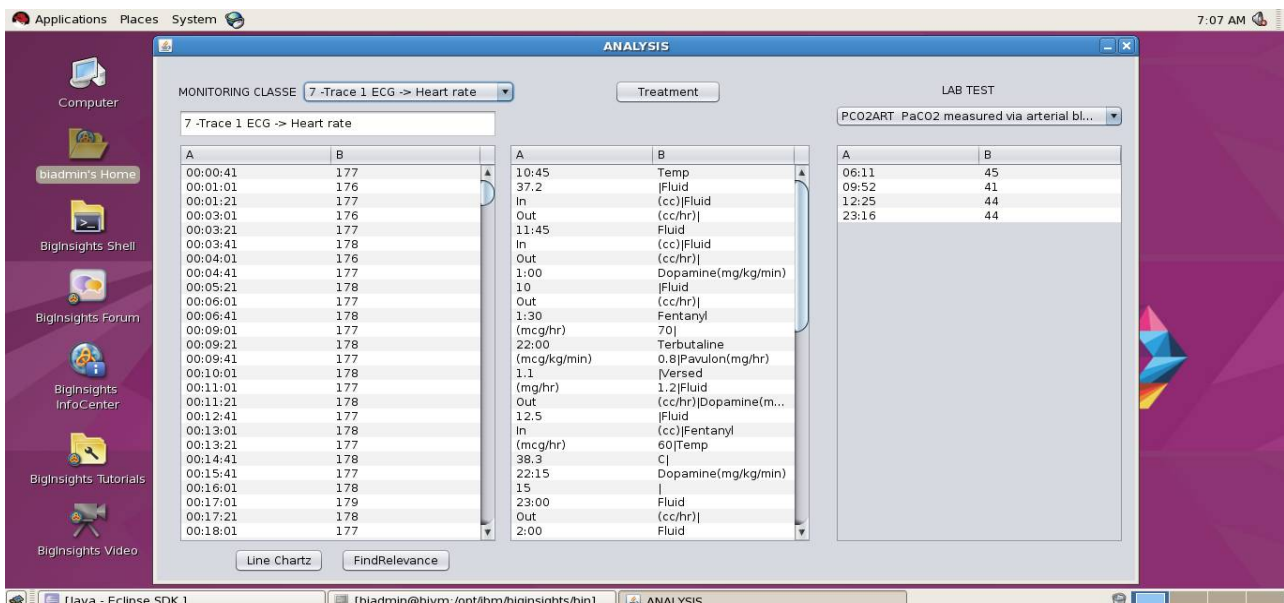 Applications Places System
7:07 AM
ANALYSIS
Computer
biadmin's Home
BigInsights Shell
BigInsights Forum
BigInsights
InfoCenter
BigInsights Tutorials
BigInsights Video
MONITORING CLASSE 7 -Trace 1 ECG -> Heart rate
7 -Trace 1 ECG -> Heart rate
Treatment
LAB TEST
PCO2ART PaCO2 measured via arterial bl...
A B
00:00:41 177
00:01:01 176
00:01:21 177
00:03:01 176
00:03:21 177
00:03:41 178
00:04:01 176
00:04:41 177
00:05:21 178
00:06:01 177
00:06:41 178
00:09:01 177
00:09:21 178
00:09:41 177
00:10:01 178
00:11:01 177
00:11:21 178
00:12:41 177
00:13:01 178
00:13:21 177
00:14:41 178
00:15:41 177
00:16:01 178
00:17:01 179
00:17:21 178
00:18:01 177
A B
10:45 Temp
37.2 |Fluid
In (cc)|Fluid
Out (cc/hr)|
11:45 Fluid
In (cc)|Fluid
Out (cc/hr)|
1:00 Dopamine(mg/kg/min)
10 |Fluid
Out (cc/hr)|
1:30 Fentanyl
(mcg/hr) 70|
22:00 Terbutaline
(mcg/kg/min) 0.8|Pavulon(mg/hr)
1.1 |Versed
(mg/hr) 1.2|Fluid
Out (cc/hr)|Dopamine(m...
12.5 |Fluid
In (cc)|Fentanyl
(mcg/hr) 60|Temp
38.3 C|
22:15 Dopamine(mg/kg/min)
15 |
23:00 Fluid
Out (cc/hr)|
2:00 Fluid
A B
06:11 45
09:52 41
12:25 44
23:16 44
Line Chartz
FindRelevance
[Java - Eclipse SDK ]
[biadmin@bivm:/opt/ibm/biginsights/bin]
ANALYSIS